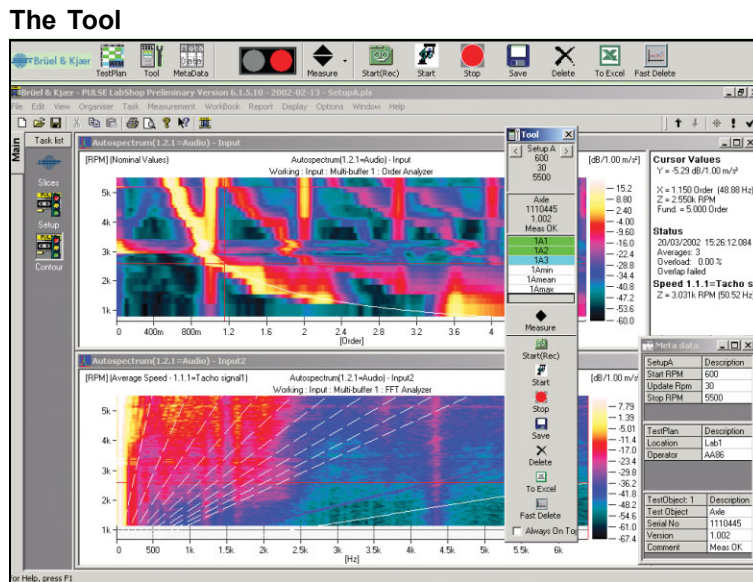 The Tool
Brüel & Kjær
TestPlan
Tool
MetaData
Measure
Start(Rec)
Start
Stop
Save
Delete
To Excel
Fast Delete
Brüel & Kjær - PULSE LabShop Preliminary Version 6.1.5.10 - 2002-02-13 - SetupA.pls
File Edit View Organiser Task Measurement WorkBook Report Display Options Window Help
Main
Task list
Slices
Setup
Contour
Autospectrum(1.2.1=Audio) - Input
[RPM] (Nominal Values)
Autospectrum(1.2.1=Audio) - Input
Working : Input : Multi-buffer 1 : Order Analyzer
[dB/1.00 m/s²]
5k
4k
3k
2k
1k
0
400m
800m
1.2
1.6
2
2.4
2.8
3.2
3.6
4
[Order]
15.2
8.80
2.40
-4.00
-9.60
-16.0
-22.4
-28.8
-34.4
-40.8
-47.2
-53.6
-60.0
Cursor Values
Y = -5.29 dB/1.00 m/s²
X = 1.150 Order (48.88 Hz)
Z = 2.550k RPM
Fund. = 5.000 Order
Status
20/03/2002 15:26:12.084
Averages: 3
Overload: 0.00 %
Overlap failed
Speed 1.1.1=Tacho s
Z = 3.031k RPM (50.52 Hz)
Tool
Setup A
600
30
5500
Axle
1110445
1.002
Meas OK
1A1
1A2
1A3
1Amin
1Amean
1Amax
Measure
Start(Rec)
Start
Stop
Save
Delete
To Excel
Fast Delete
Always On Top
Autospectrum(1.2.1=Audio) - Input2
[RPM] (Average Speed - 1.1.1=Tacho signal1)
Autospectrum(1.2.1=Audio) - Input2
Working : Input : Multi-buffer 1 : FFT Analyzer
[dB/1.00 m/s²]
5k
4k
3k
2k
1k
0
500
1k
1.5k
2k
2.5k
3k
3.5k
4k
4.5k
5k
5.5k
6k
[Hz]
7.79
1.39
-5.01
-11.4
-17.0
-23.4
-29.8
-36.2
-41.8
-48.2
-54.6
-61.0
-67.4
Meta data
SetupA Description
Start RPM 600
Update Rpm 30
Stop RPM 5500
TestPlan Description
Location Lab1
Operator AA86
TestObject: 1 Description
Test Object Axle
Serial No 1110445
Version 1.002
Comment Meas OK
or Help, press F1